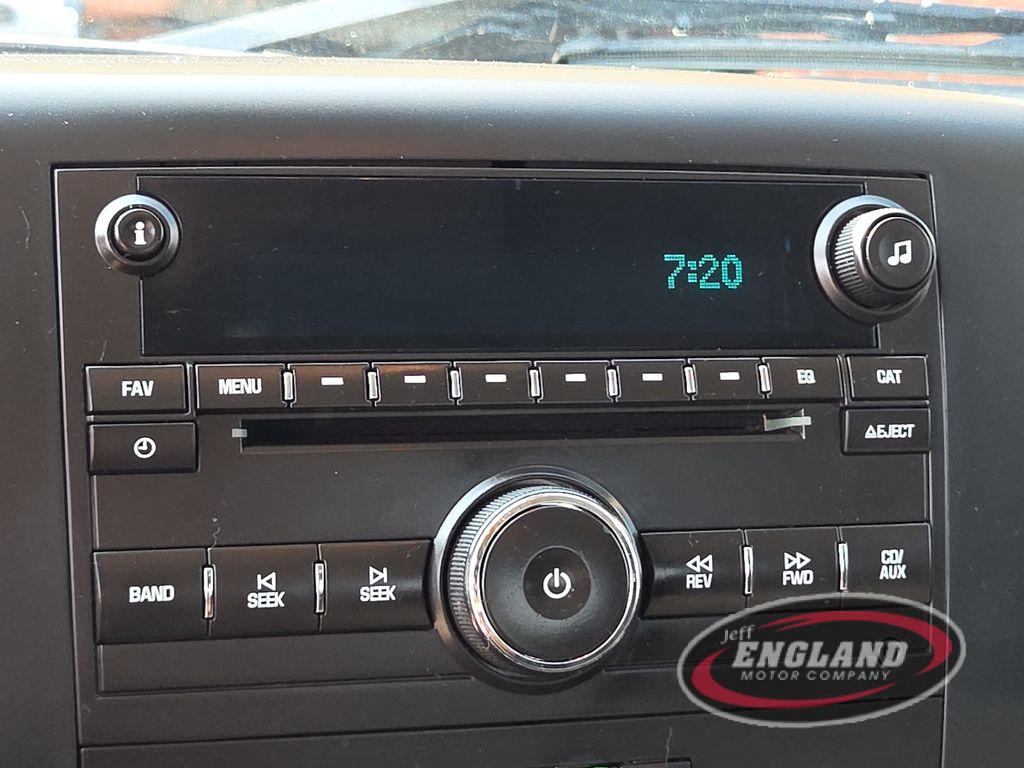 i
7:20
FAV
MENU
EQ
CAT
EJECT
BAND
SEEK
SEEK
REV
FWD
CD/
AUX
Jeff
ENGLAND
MOTOR COMPANY